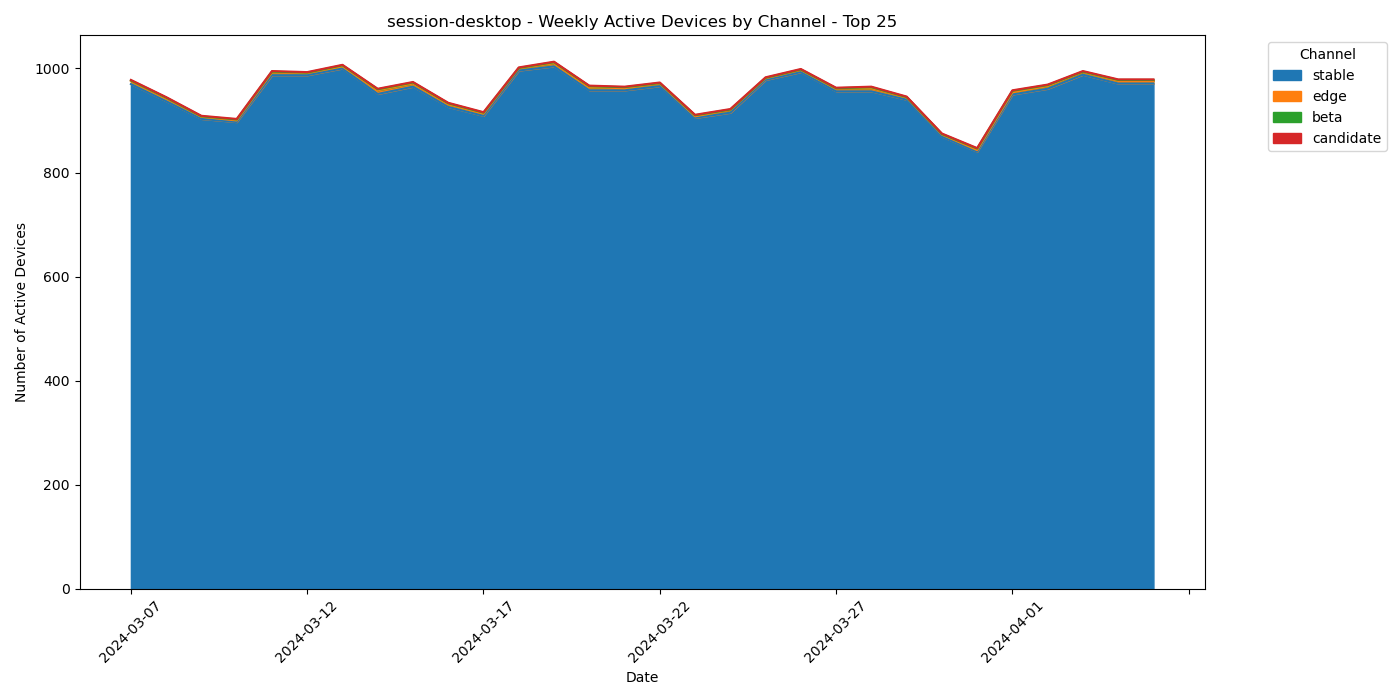 session-desktop - Weekly Active Devices by Channel - Top 25
Number of Active Devices
1000
800
600
400
200
0
2024-03-07
2024-03-12
2024-03-17
2024-03-22
2024-03-27
2024-04-01
Date
Channel
stable
edge
beta
candidate